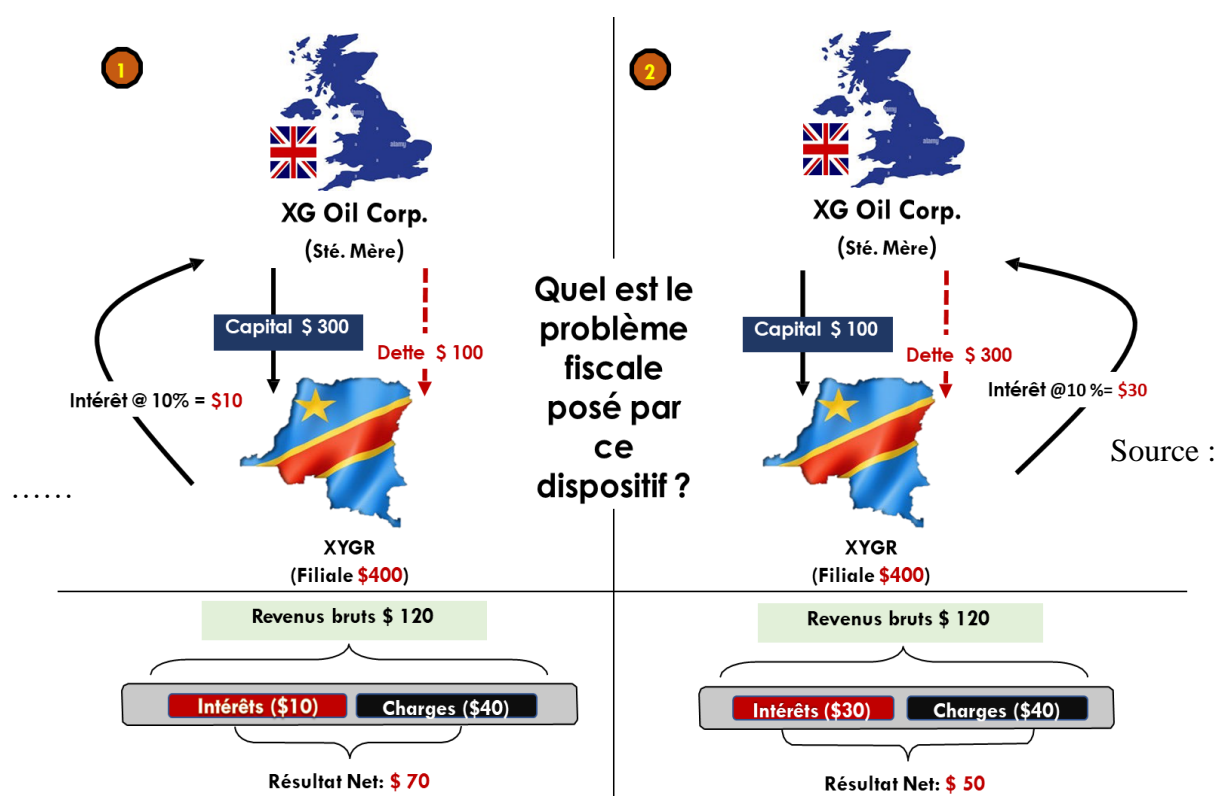 1
XG Oil Corp.
(Sté. Mère)
Capital $ 300
Dette $ 100
Intérêt @ 10% = $10
XYGR
(Filiale $400)
……
Revenus bruts $ 120
Intérêts ($10)
Charges ($40)
Résultat Net: $ 70
Quel est le
problème
fiscale
posé par
ce
dispositif ?
2
XG Oil Corp.
(Sté. Mère)
Capital $ 100
Dette $ 300
Intérêt @10 %= $30
XYGR
(Filiale $400)
Source :
Revenus bruts $ 120
Intérêts ($30)
Charges ($40)
Résultat Net: $ 50